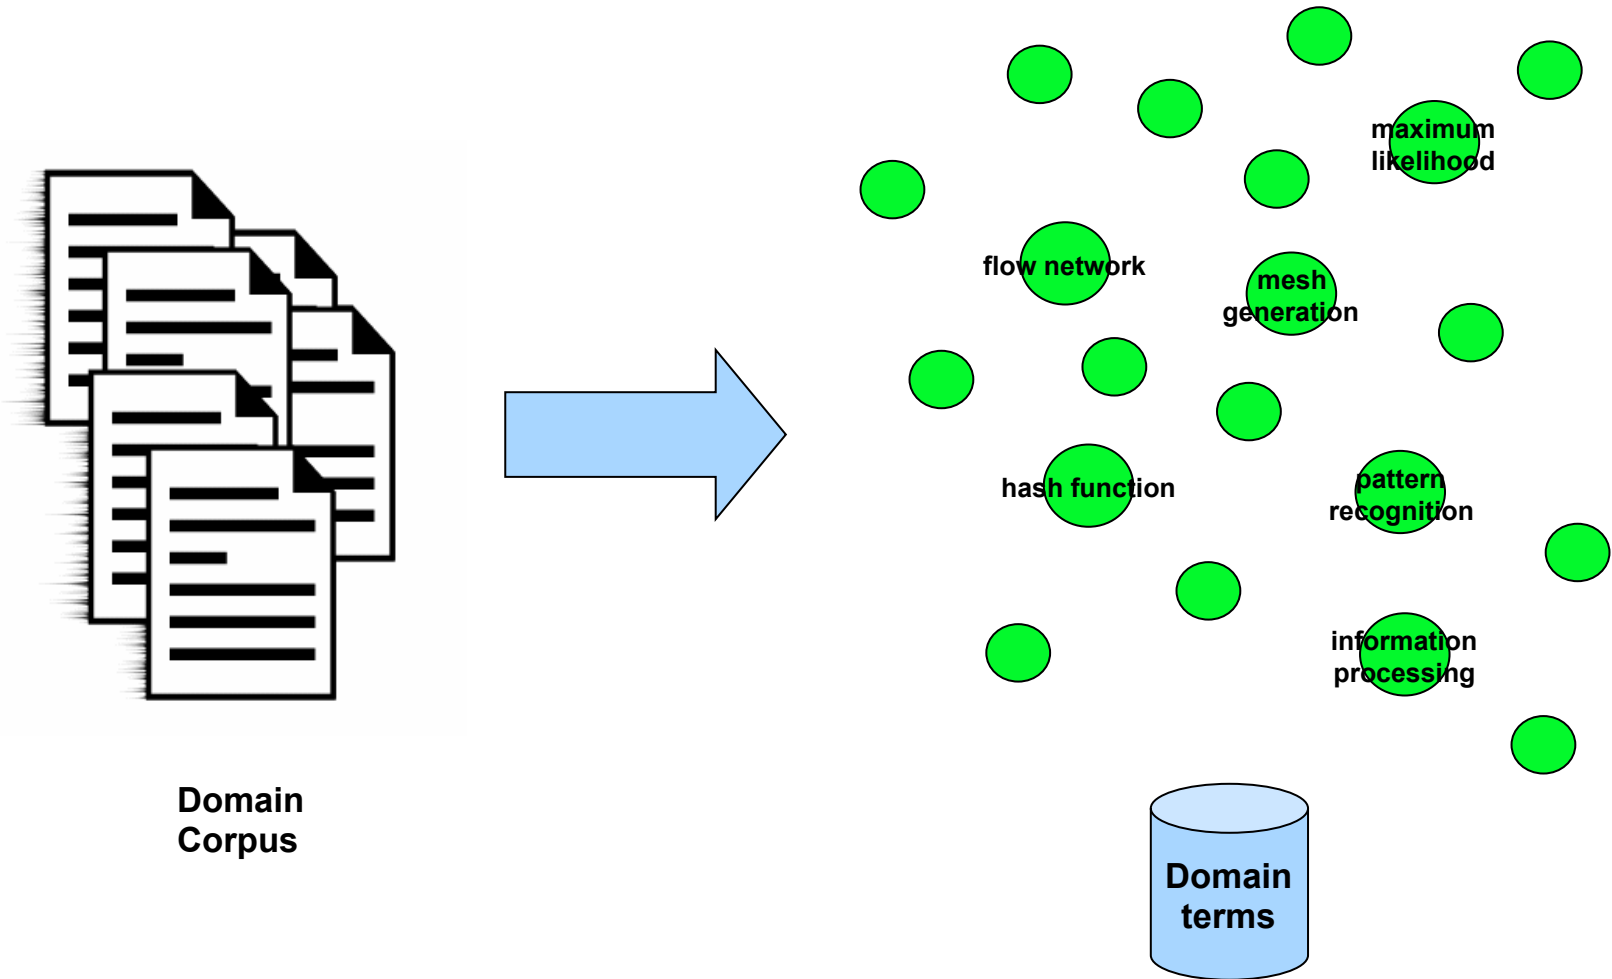 maximum
likelihood
flow network
mesh
generation
hash function
pattern
recognition
information
processing
Domain
Corpus
Domain
terms